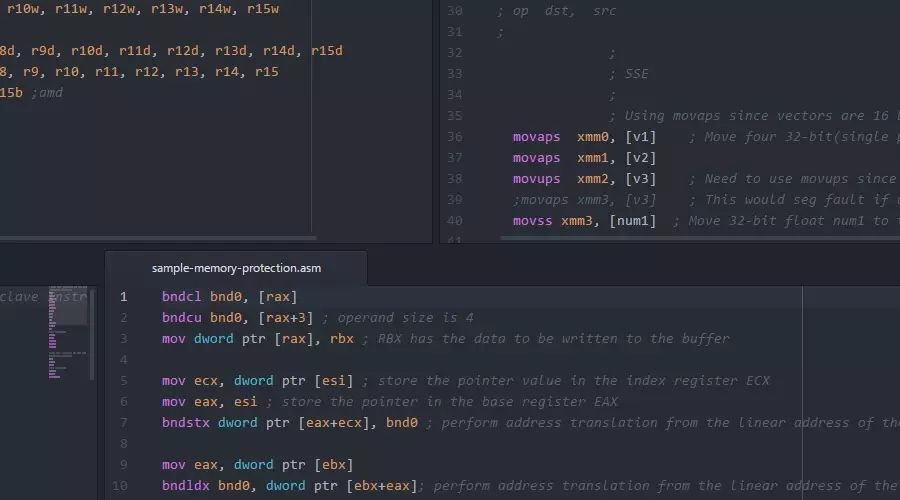 r10w, r11w, r12w, r13w, r14w, r15w
8d, r9d, r10d, r11d, r12d, r13d, r14d, r15d
8, r9, r10, r11, r12, r13, r14, r15
15b ;amd
30 ; op dst, src
31 ;
32 ;
33 ; SSE
34 ;
35 ; Using movaps since vectors are 16
36 movaps xmm0, [v1] ; Move four 32-bit(single
37 movaps xmm1, [v2]
38 movups xmm2, [v3] ; Need to use movups since
39 ;movaps xmm3, [v3] ; This would seg fault if
40 movss xmm3, [num1] ; Move 32-bit float num1 to
41
sample-memory-protection.asm
clave instr
1 bndcl bnd0, [rax]
2 bndcu bnd0, [rax+3] ; operand size is 4
3 mov dword ptr [rax], rbx ; RBX has the data to be written to the buffer
4
5 mov ecx, dword ptr [esi] ; store the pointer value in the index register ECX
6 mov eax, esi ; store the pointer in the base register EAX
7 bndstx dword ptr [eax+ecx], bnd0 ; perform address translation from the linear address of the
8
9 mov eax, dword ptr [ebx]
10 bndldx bnd0, dword ptr [ebx+eax]; perform address translation from the linear address of the